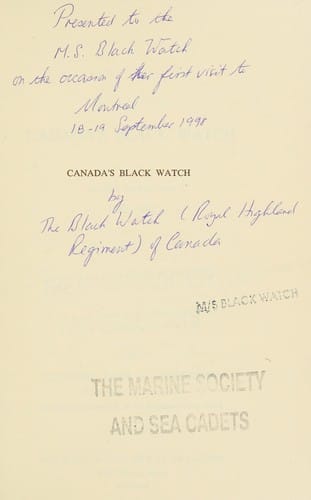 Presented to the
M.S. Black Watch
on the occasion of her first visit to
Montreal
18-19 September 1998
CANADA'S BLACK WATCH
by
The Black Watch (Royal Highland
Regiment) of Canada
M/S BLACK WATCH
THE MARINE SOCIETY
AND SEA CADETS